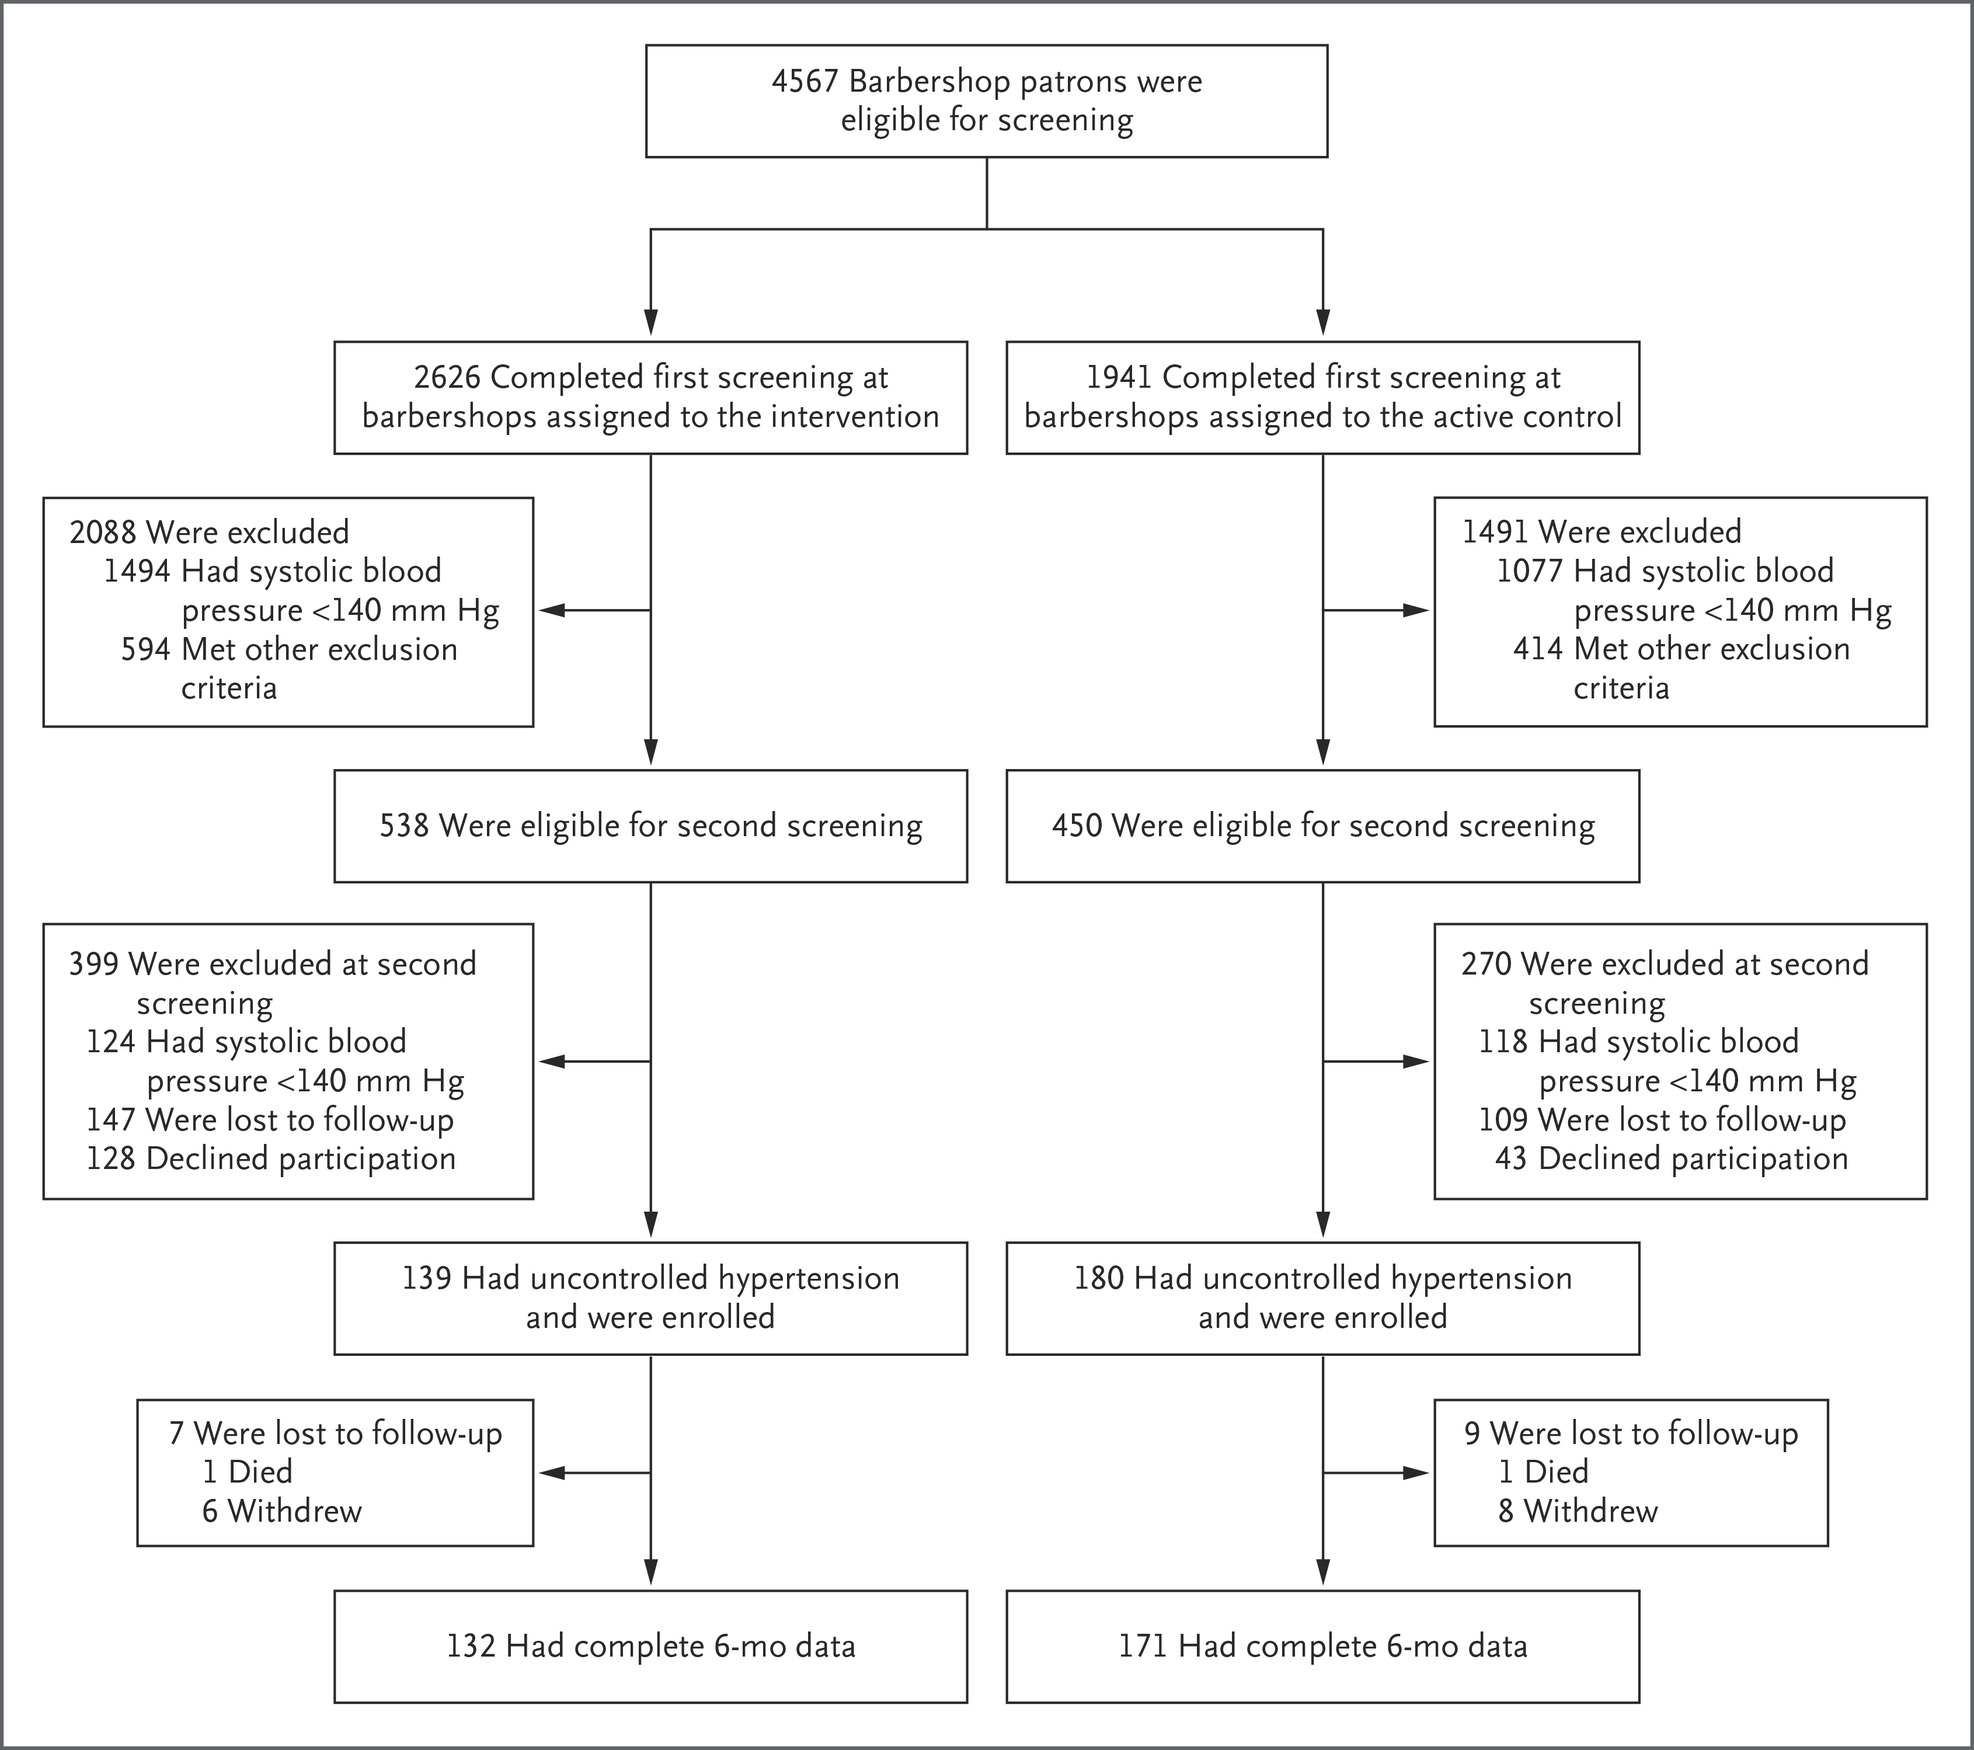 4567 Barbershop patrons were
eligible for screening
2626 Completed first screening at
barbershops assigned to the intervention
1941 Completed first screening at
barbershops assigned to the active control
2088 Were excluded
1494 Had systolic blood
pressure <140 mm Hg
594 Met other exclusion
criteria
1491 Were excluded
1077 Had systolic blood
pressure <140 mm Hg
414 Met other exclusion
criteria
538 Were eligible for second screening
450 Were eligible for second screening
399 Were excluded at second
screening
124 Had systolic blood
pressure <140 mm Hg
147 Were lost to follow-up
128 Declined participation
270 Were excluded at second
screening
118 Had systolic blood
pressure <140 mm Hg
109 Were lost to follow-up
43 Declined participation
139 Had uncontrolled hypertension
and were enrolled
180 Had uncontrolled hypertension
and were enrolled
7 Were lost to follow-up
1 Died
6 Withdrew
9 Were lost to follow-up
1 Died
8 Withdrew
132 Had complete 6-mo data
171 Had complete 6-mo data